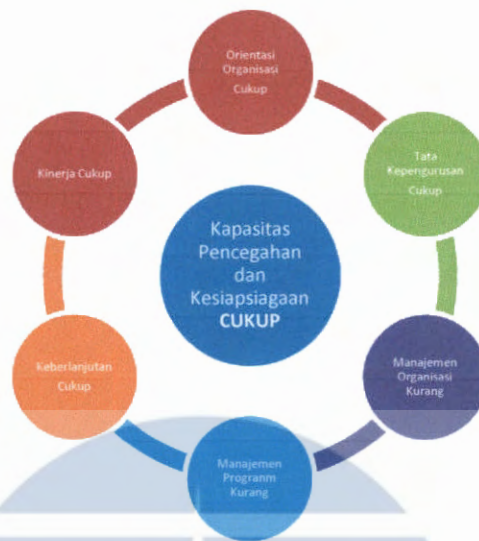 Orientasi
Organisasi
Cukup
Tata
Kepengurusan
Cukup
Manajemen
Organisasi
Kurang
Manajemen
Programm
Kurang
Keberlanjutan
Cukup
Kinerja Cukup
Kapasitas
Pencegahan
dan
Kesiapsiagaan
CUKUP